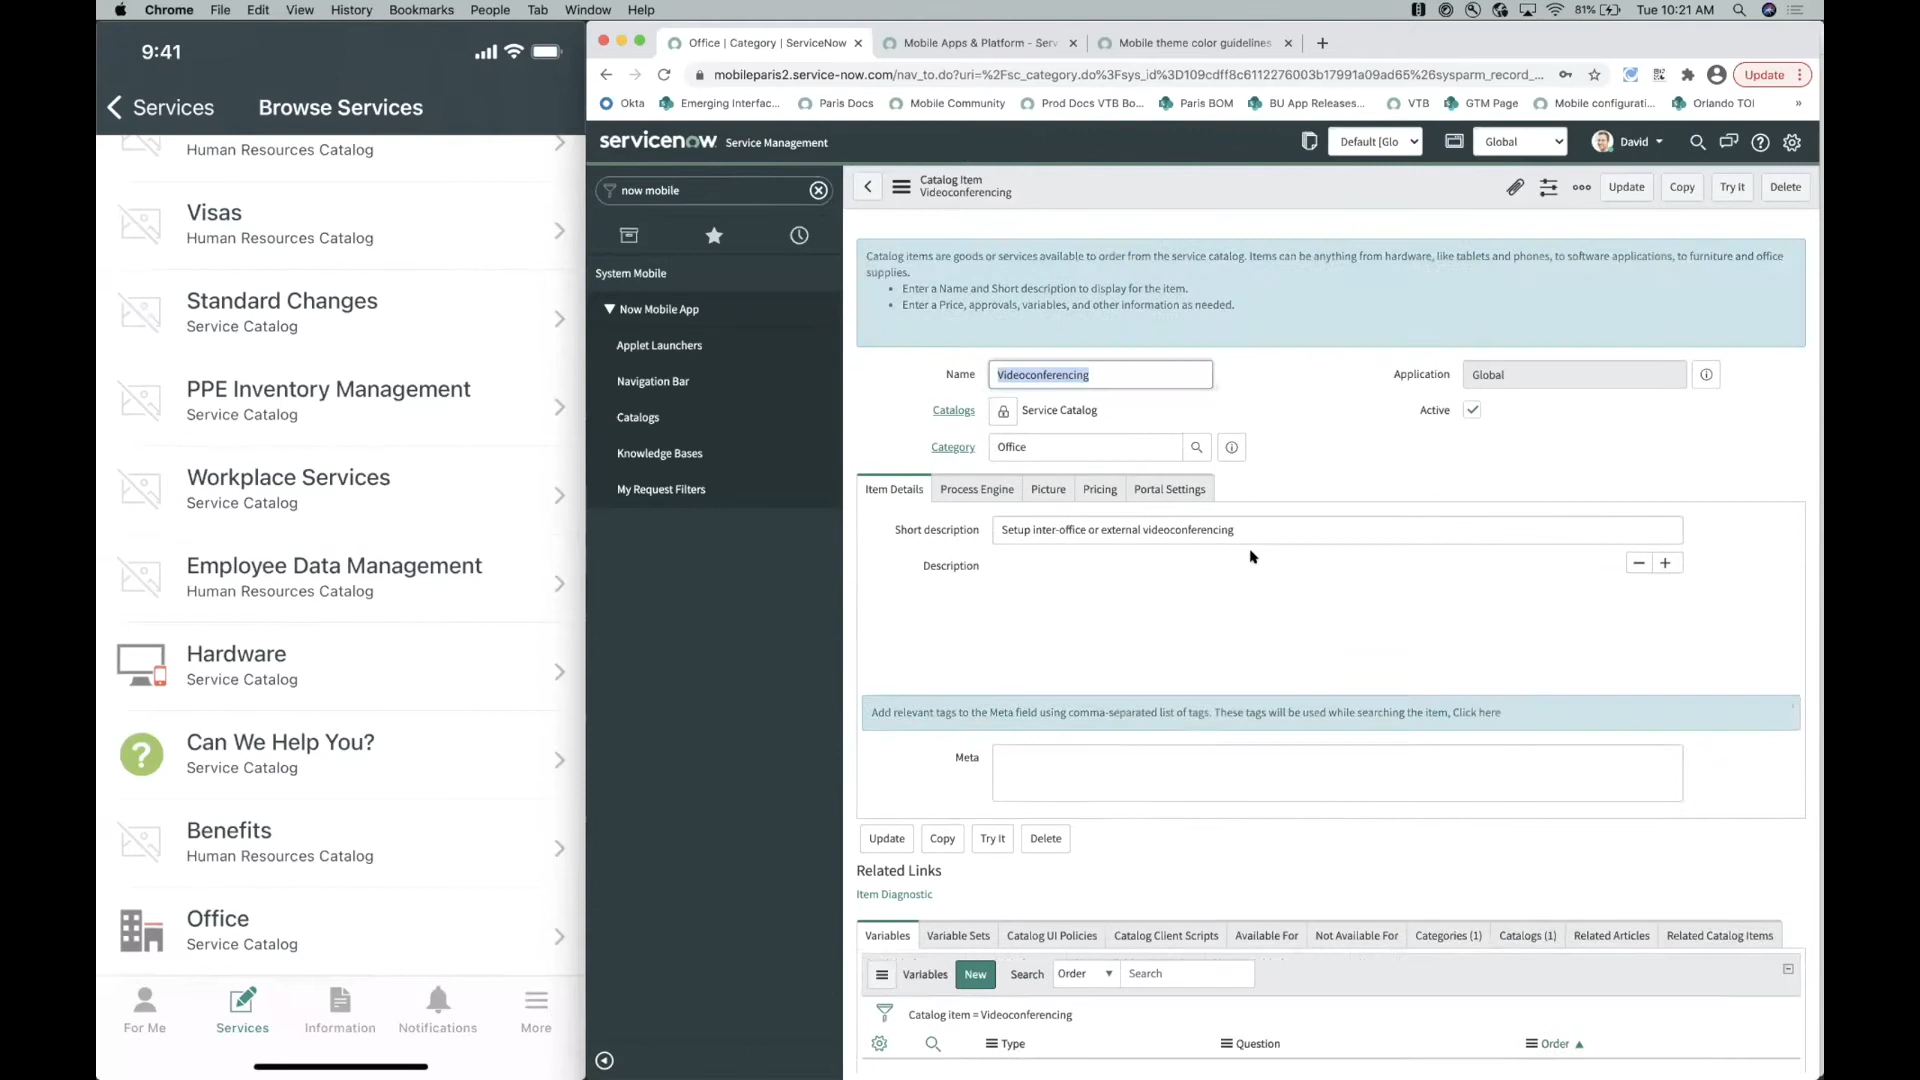 Chrome File Edit View History Bookmarks People Tab Window Help
81% Tue 10:21 AM
9:41
Services Browse Services
Human Resources Catalog
Visas
Human Resources Catalog
Standard Changes
Service Catalog
PPE Inventory Management
Service Catalog
Workplace Services
Service Catalog
Employee Data Management
Human Resources Catalog
Hardware
Service Catalog
Can We Help You?
Service Catalog
Benefits
Human Resources Catalog
Office
Service Catalog
For Me Services Information Notifications More
Office | Category | ServiceNow Mobile Apps & Platform - Serv Mobile theme color guidelines
mobileparis2.service-now.com/nav_to.do?uri=%2Fsc_category.do%3Fsys_id%3D109cdff8c6112276003b17991a09ad65%26sysparm_record_... Update
Okta Emerging Interfac... Paris Docs Mobile Community Prod Docs VTB Bo... Paris BOM BU App Releases... VTB GTM Page Mobile configurati... Orlando TOI »
servicenow Service Management Default [Glo Global David
now mobile
System Mobile
Now Mobile App
Applet Launchers
Navigation Bar
Catalogs
Knowledge Bases
My Request Filters
Catalog Item
Videoconferencing
Update Copy Try It Delete
Catalog items are goods or services available to order from the service catalog. Items can be anything from hardware, like tablets and phones, to software applications, to furniture and office
supplies.
• Enter a Name and Short description to display for the item.
• Enter a Price, approvals, variables, and other information as needed.
Name Videoconferencing Application Global
Catalogs Service Catalog Active
Category Office
Item Details Process Engine Picture Pricing Portal Settings
Short description Setup inter-office or external videoconferencing
Description
Add relevant tags to the Meta field using comma-separated list of tags. These tags will be used while searching the item, Click here
Meta
Update Copy Try It Delete
Related Links
Item Diagnostic
Variables Variable Sets Catalog UI Policies Catalog Client Scripts Available For Not Available For Categories (1) Catalogs (1) Related Articles Related Catalog Items
Variables New Search Order Search
Catalog item = Videoconferencing
Type Question Order